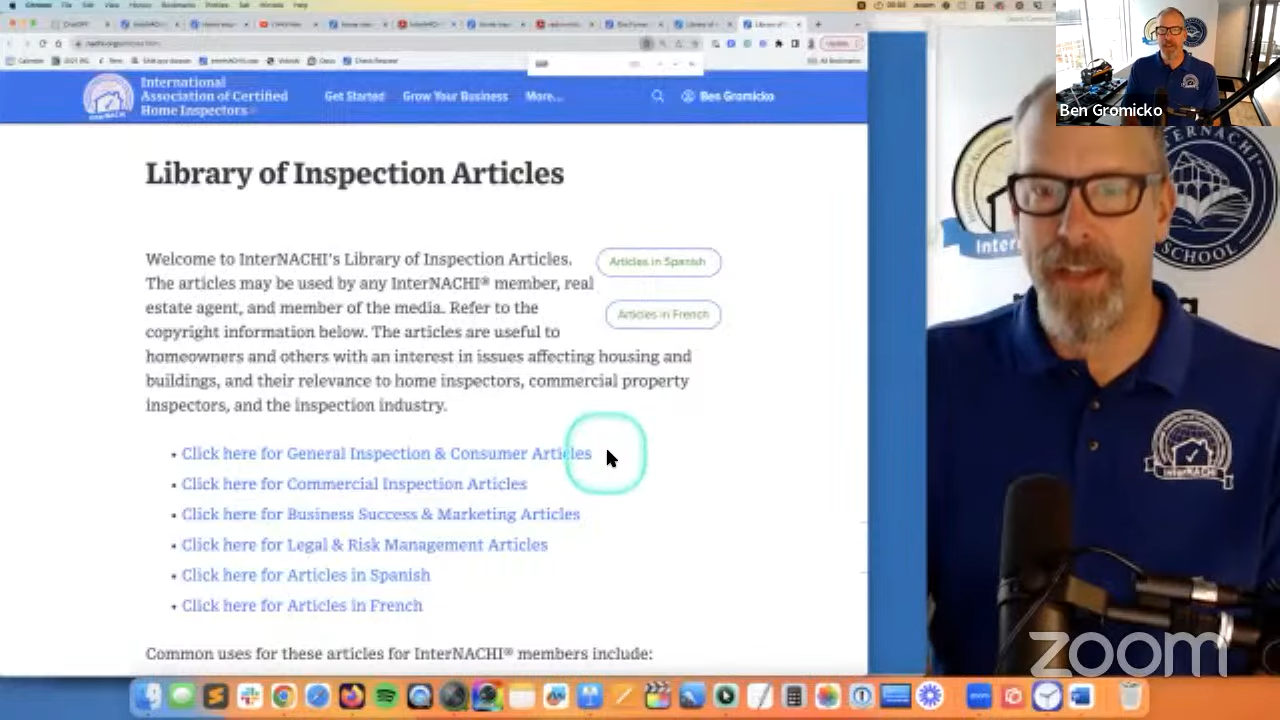 Ben Gromicko
International
Association of Certified
Home Inspectors
InterNACHI
Get Started
Grow Your Business
More...
Ben Gromicko
Library of Inspection Articles
Welcome to InterNACHI's Library of Inspection Articles.
The articles may be used by any InterNACHI® member, real
estate agent, and member of the media. Refer to the
copyright information below. The articles are useful to
homeowners and others with an interest in issues affecting housing and
buildings, and their relevance to home inspectors, commercial property
inspectors, and the inspection industry.
Articles in Spanish
Articles in French
• Click here for General Inspection & Consumer Articles
• Click here for Commercial Inspection Articles
• Click here for Business Success & Marketing Articles
• Click here for Legal & Risk Management Articles
• Click here for Articles in Spanish
• Click here for Articles in French
Common uses for these articles for InterNACHI® members include:
INTERNACHI
SCHOOL
InterNACHI
zoom